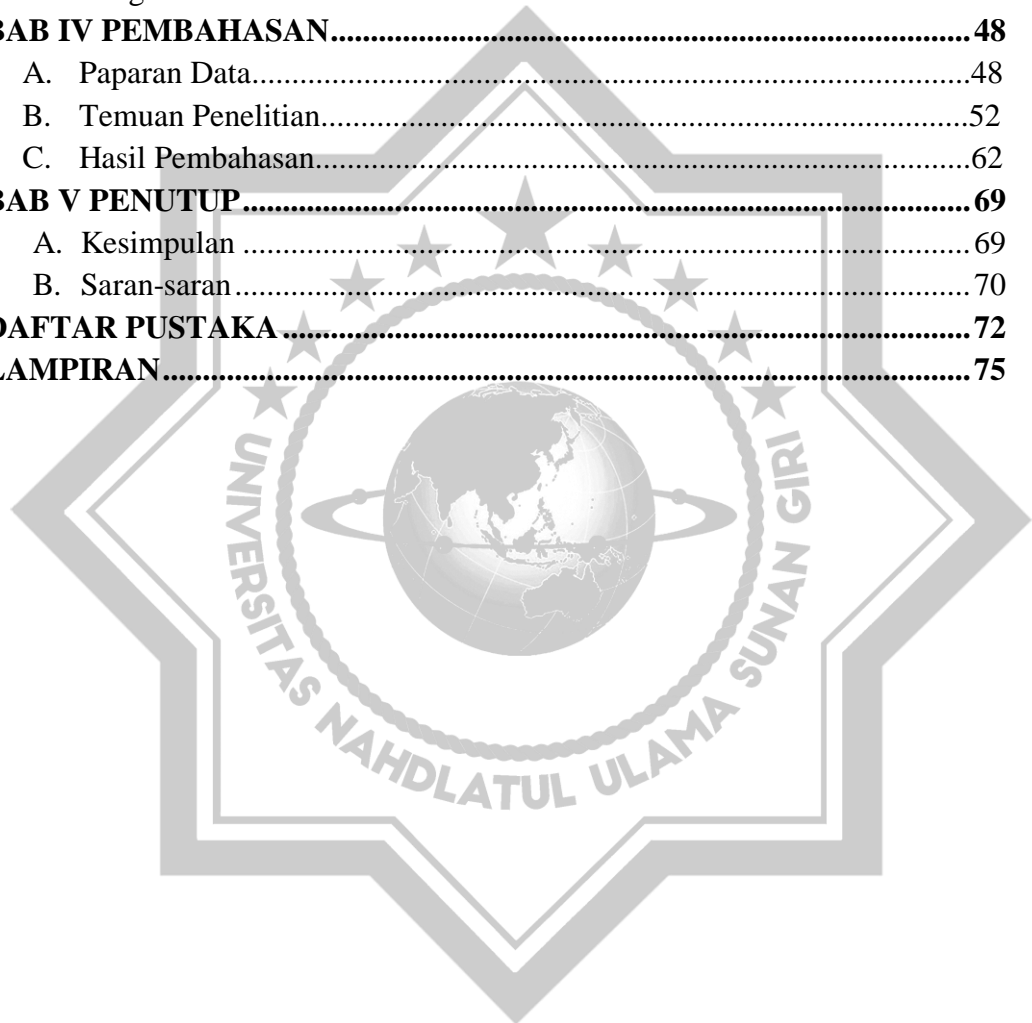 BAB IV PEMBAHASAN............................................................................48
A. Paparan Data...................................................................................48
B. Temuan Penelitian...........................................................................52
C. Hasil Pembahasan............................................................................62
BAB V PENUTUP....................................................................................69
A. Kesimpulan ....................................................................................69
B. Saran-saran.....................................................................................70
DAFTAR PUSTAKA ...............................................................................72
LAMPIRAN.............................................................................................75
UNIVERSITAS NAHDLATUL ULAMA SUNAN GIRI